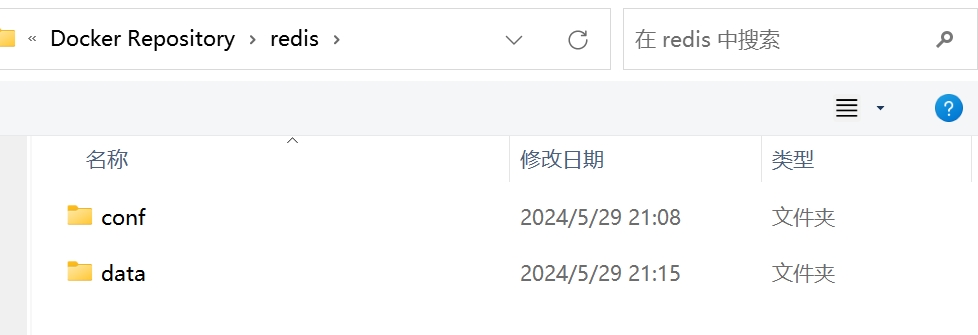 « Docker Repository › redis ›
在 redis 中搜索
名称 修改日期 类型
conf 2024/5/29 21:08 文件夹
data 2024/5/29 21:15 文件夹